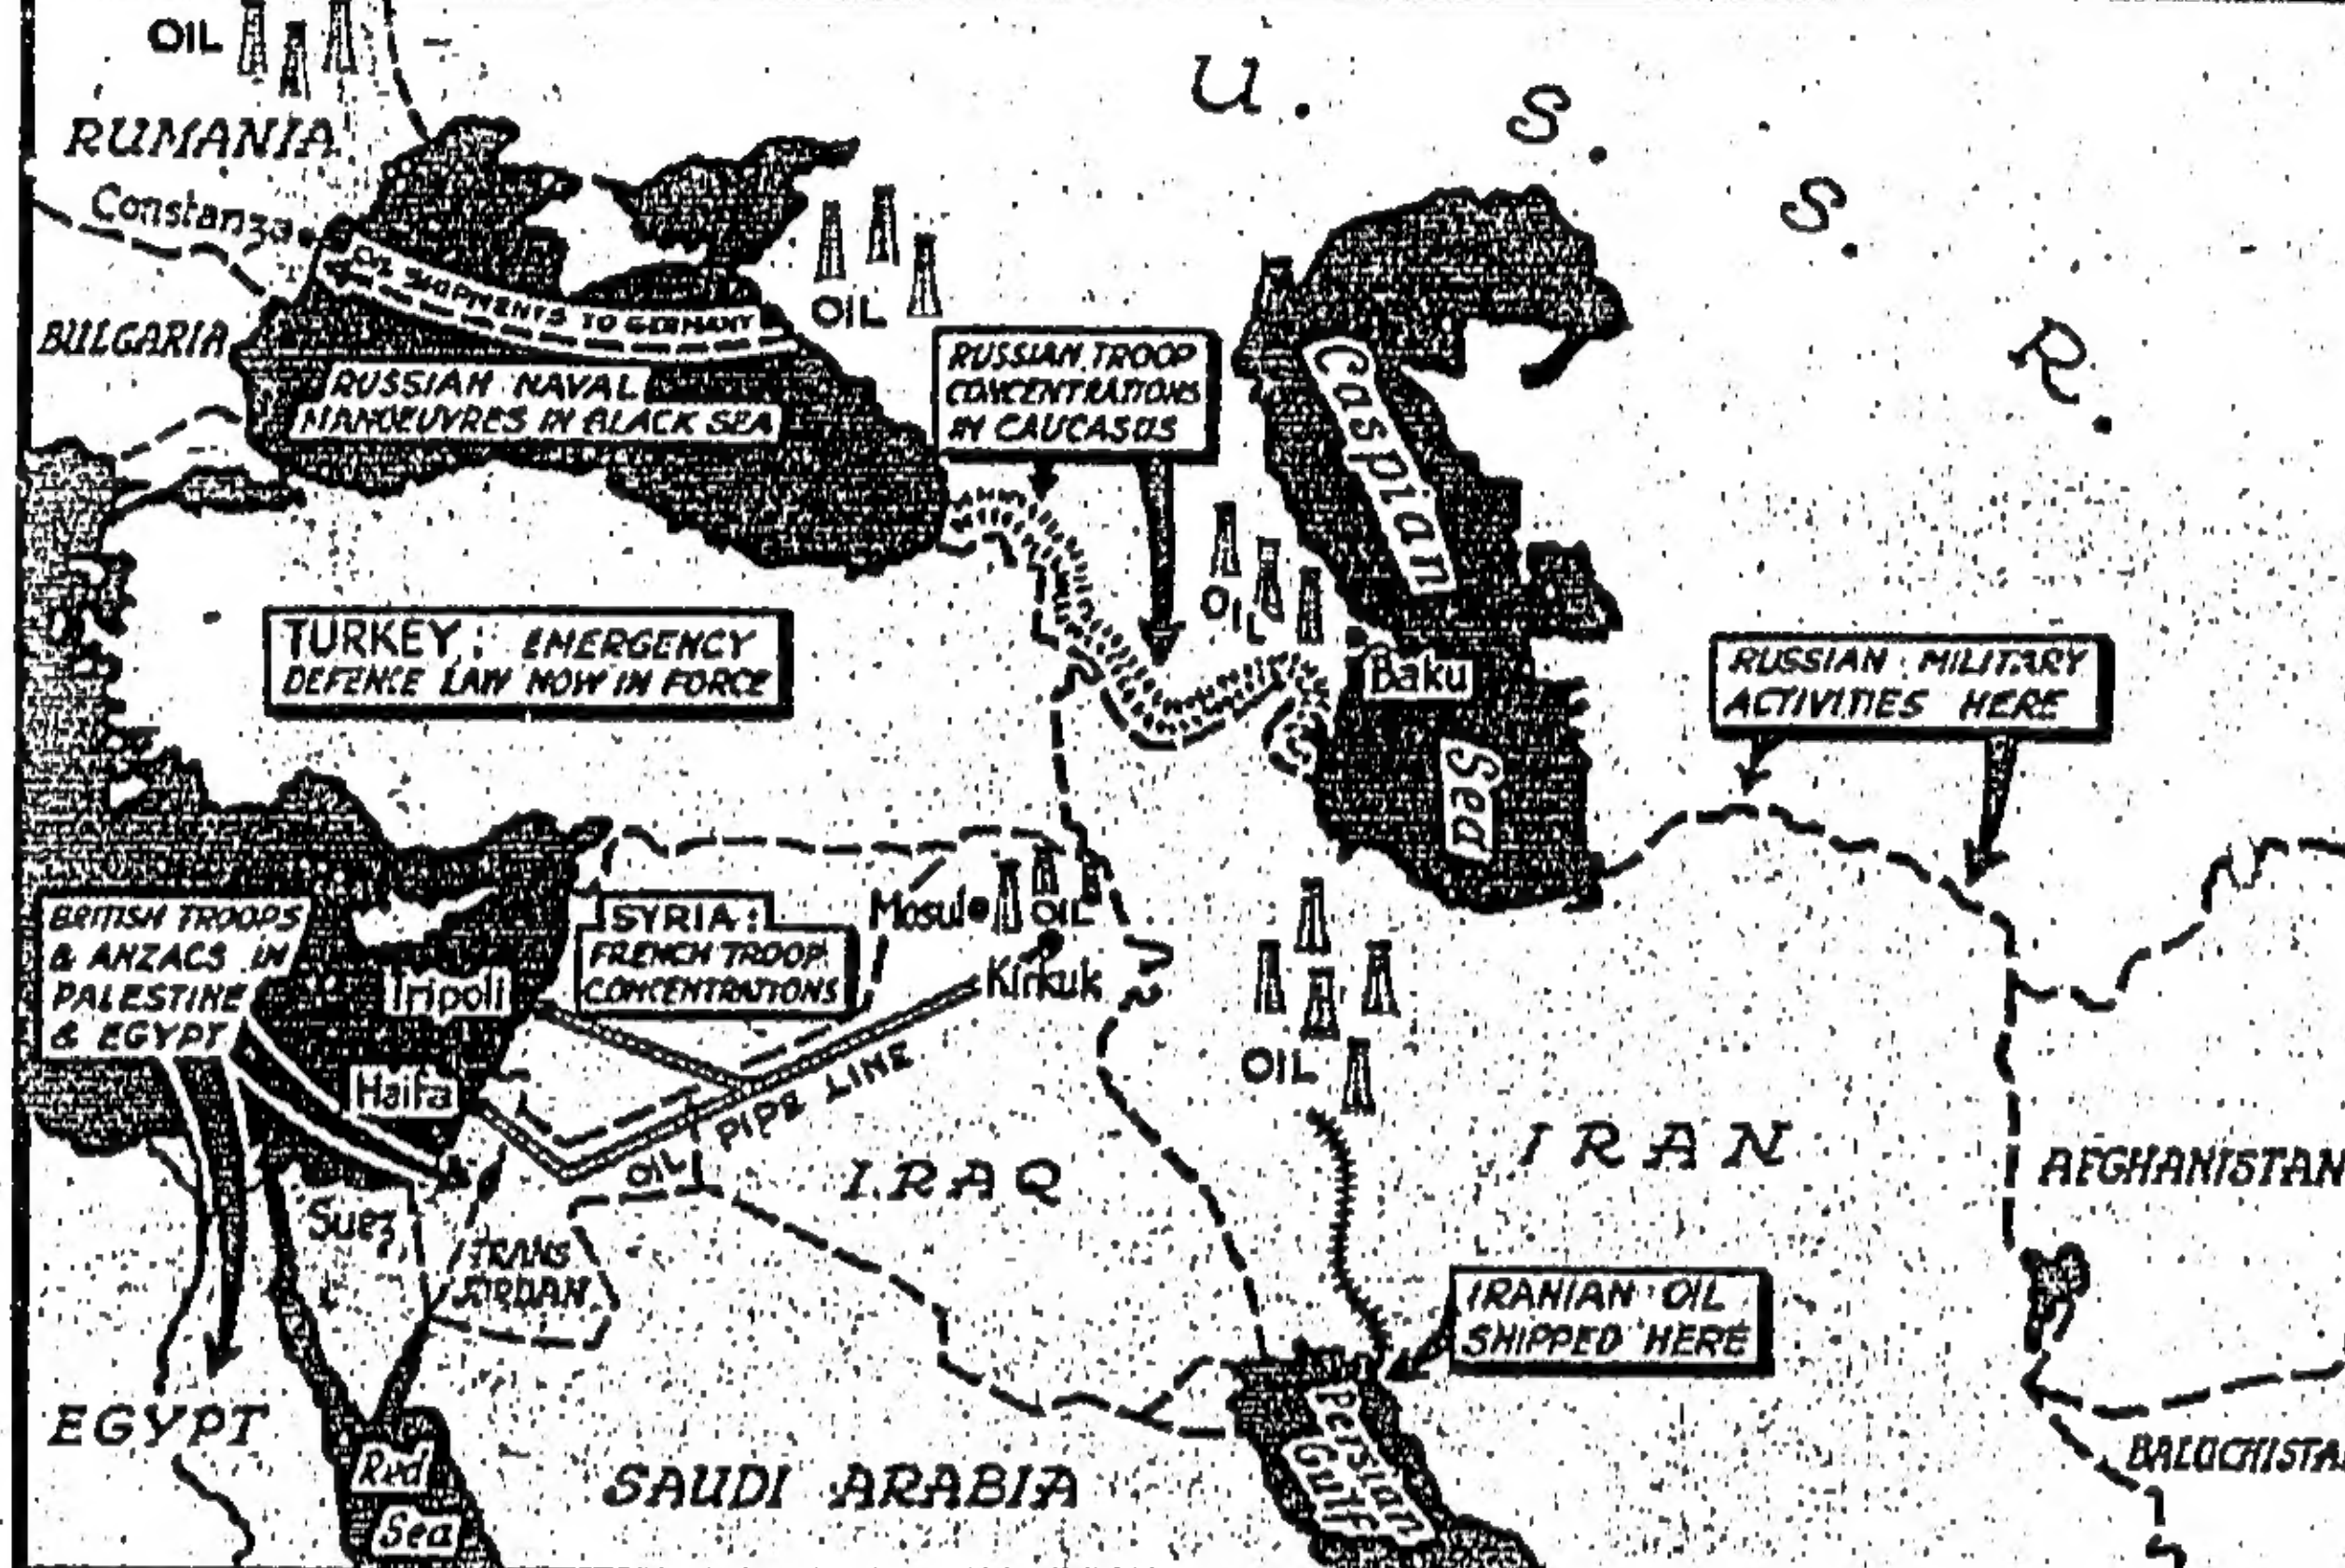 OIL
RUMANIA
U. S. S. R.
Constanza
OIL SHIPMENTS TO GERMANY
OIL
BULGARIA
RUSSIAN NAVAL
MANOEUVRES IN BLACK SEA
RUSSIAN TROOP
CONCENTRATIONS
IN CAUCASUS
Caspian
Sea
OIL
Baku
TURKEY: EMERGENCY
DEFENCE LAW NOW IN FORCE
RUSSIAN MILITARY
ACTIVITIES HERE
BRITISH TROOPS
& ANZACS IN
PALESTINE
& EGYPT
SYRIA:
FRENCH TROOP
CONCENTRATIONS
Mosul
OIL
Kirkuk
Tripoli
Haifa
OIL PIPE LINE
OIL
IRAQ
IRAN
AFGHANISTAN
Suez
TRANS
JORDAN
IRANIAN OIL
SHIPPED HERE
EGYPT
Red
Sea
SAUDI ARABIA
Persian
Gulf
BALUCHISTA